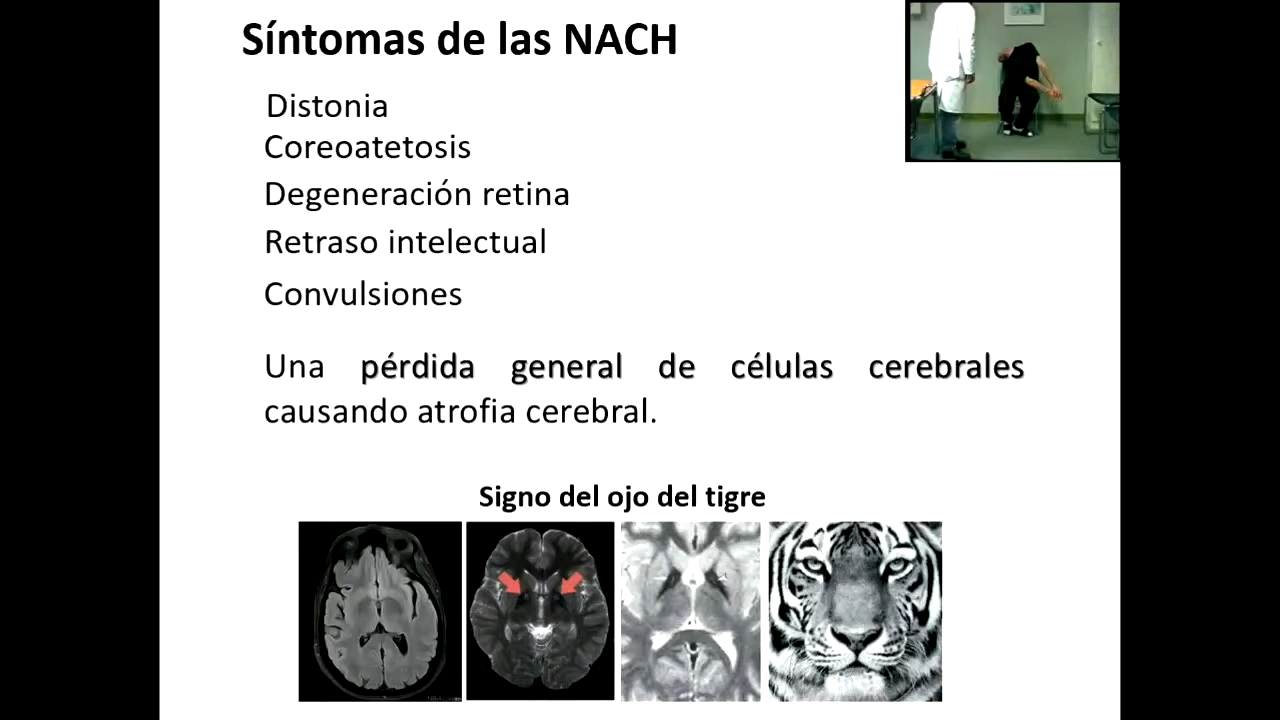 Síntomas de las NACH
Distonia
Coreoatetosis
Degeneración retina
Retraso intelectual
Convulsiones
Una pérdida general de células cerebrales
causando atrofia cerebral.
Signo del ojo del tigre